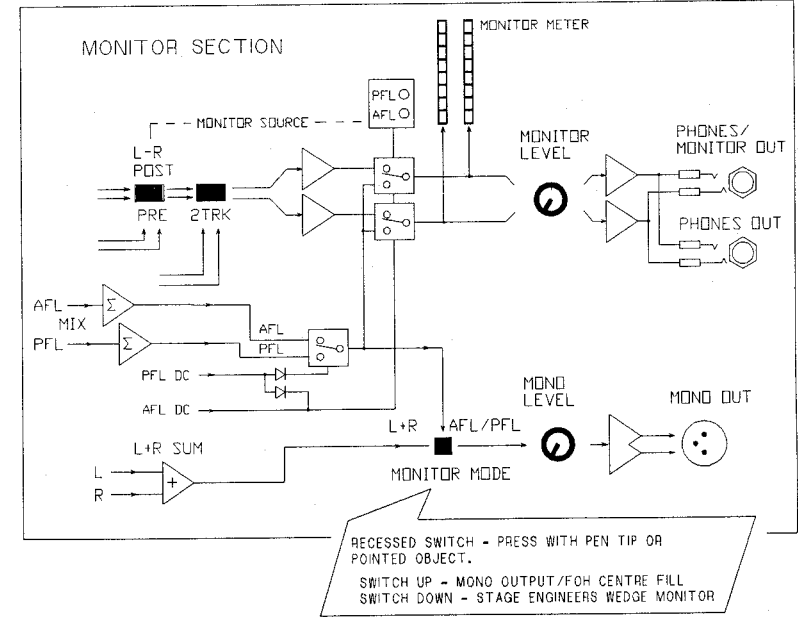 MONITOR SECTION
MONITOR METER
PFL
AFL
MONITOR SOURCE
L-R
POST
PRE
2TRK
MONITOR
LEVEL
PHONES/
MONITOR OUT
PHONES OUT
AFL
MIX
PFL
Σ
Σ
AFL
PFL
PFL DC
AFL DC
L+R SUM
L
R
+
L+R
AFL/PFL
MONITOR MODE
MONO
LEVEL
MONO OUT
RECESSED SWITCH - PRESS WITH PEN TIP OR
POINTED OBJECT.
SWITCH UP - MONO OUTPUT/FOH CENTRE FILL
SWITCH DOWN - STAGE ENGINEERS WEDGE MONITOR